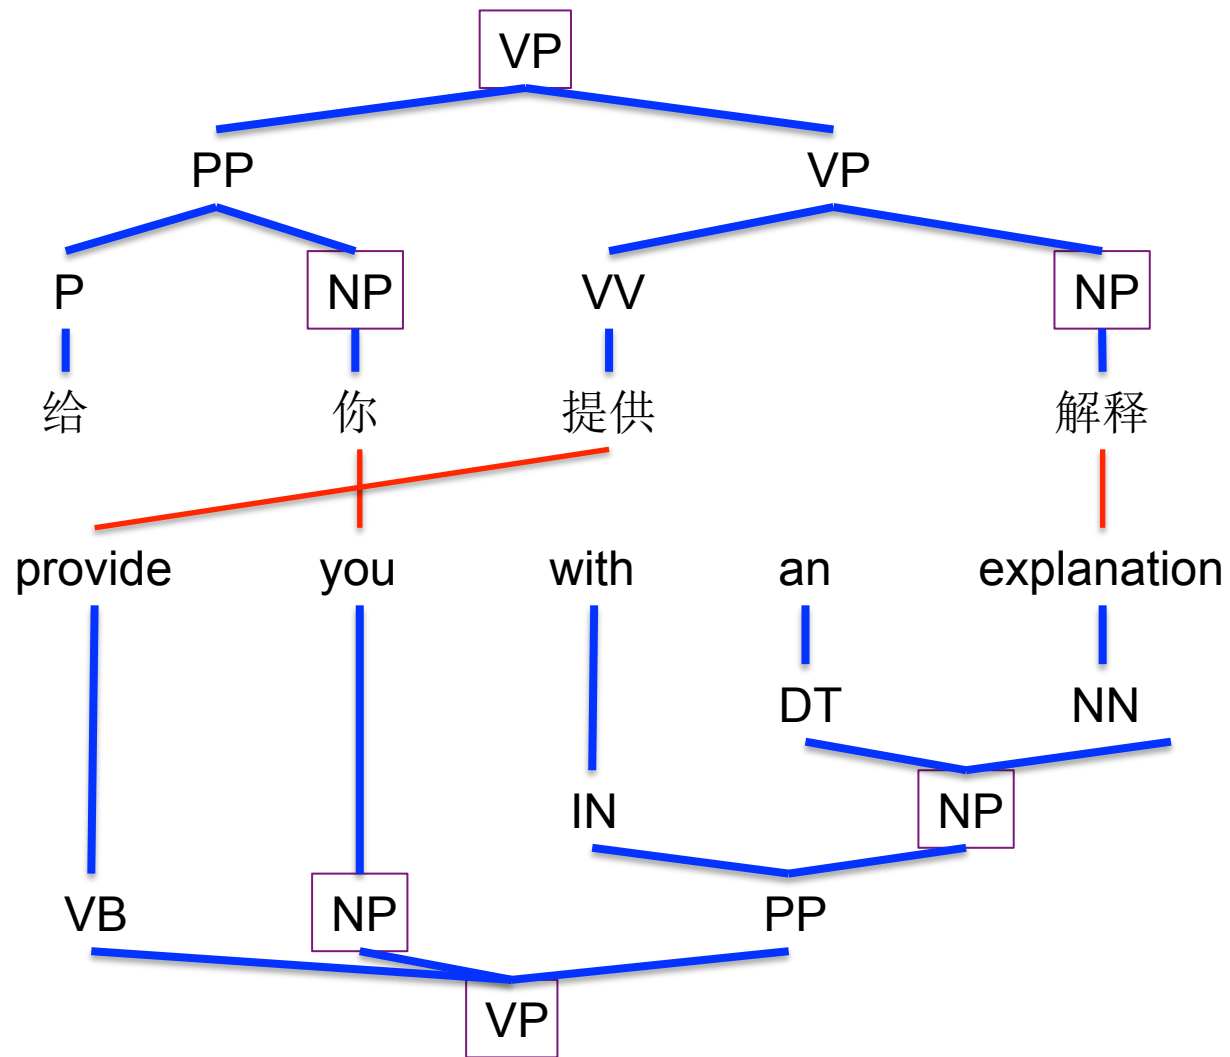 VP
PP VP
P NP VV NP
给 你 提供 解释
provide you with an explanation
DT NN
IN NP
VB NP PP
VP